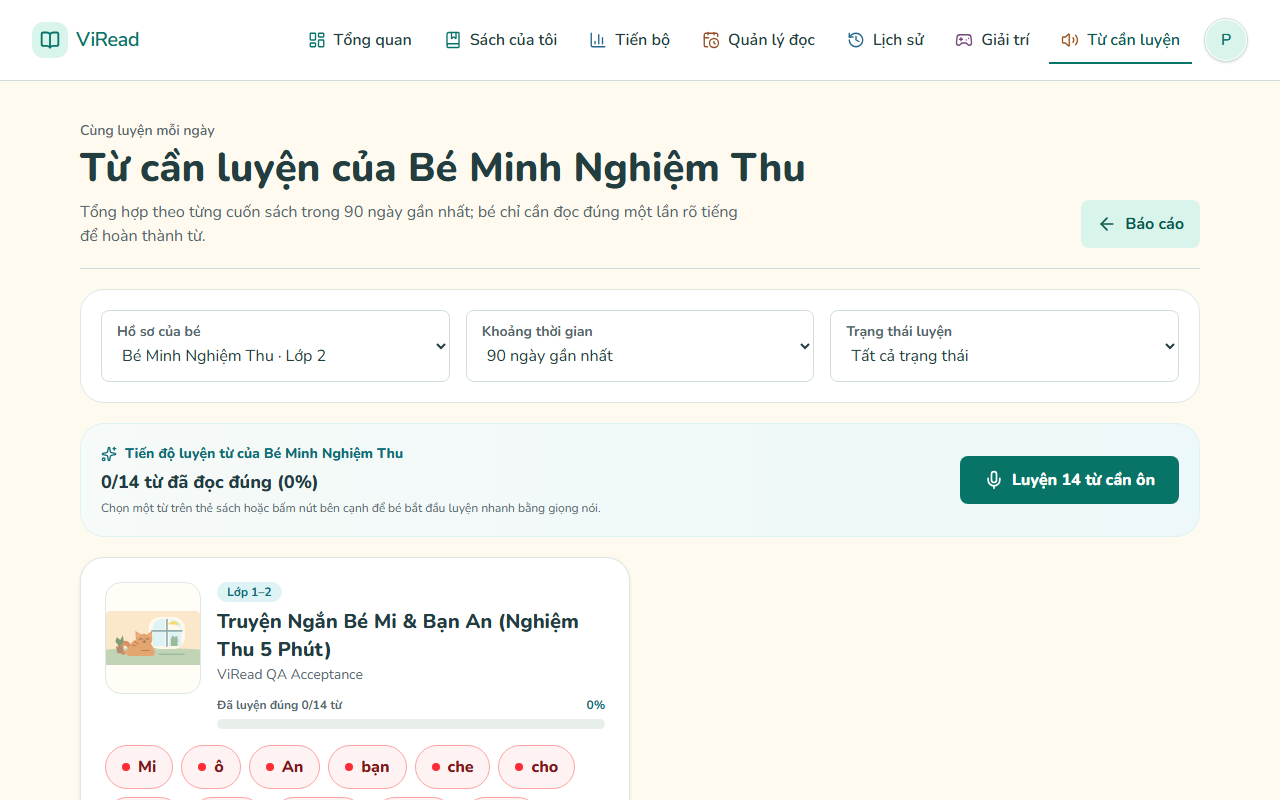 ViRead
Tổng quan
Sách của tôi
Tiến bộ
Quản lý đọc
Lịch sử
Giải trí
Từ cần luyện
P
Cùng luyện mỗi ngày
Từ cần luyện của Bé Minh Nghiệm Thu
Tổng hợp theo từng cuốn sách trong 90 ngày gần nhất; bé chỉ cần đọc đúng một lần rõ tiếng
để hoàn thành từ.
Báo cáo
Hồ sơ của bé
Bé Minh Nghiệm Thu · Lớp 2
Khoảng thời gian
90 ngày gần nhất
Trạng thái luyện
Tất cả trạng thái
Tiến độ luyện từ của Bé Minh Nghiệm Thu
0/14 từ đã đọc đúng (0%)
Chọn một từ trên thẻ sách hoặc bấm nút bên cạnh để bé bắt đầu luyện nhanh bằng giọng nói.
Luyện 14 từ cần ôn
Lớp 1–2
Truyện Ngắn Bé Mi & Bạn An (Nghiệm
Thu 5 Phút)
ViRead QA Acceptance
Đã luyện đúng 0/14 từ
0%
Mi
ô
An
bạn
che
cho